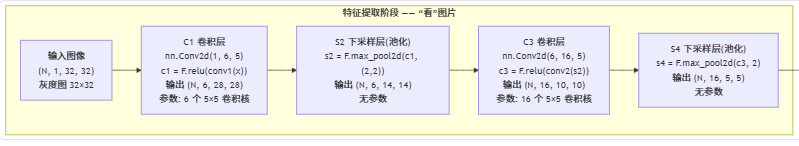 特征提取阶段 —— “看”图片
输入图像
(N, 1, 32, 32)
灰度图 32×32
C1 卷积层
nn.Conv2d(1, 6, 5)
c1 = F.relu(conv1(x))
输出 (N, 6, 28, 28)
参数: 6 个 5×5 卷积核
S2 下采样层(池化)
s2 = F.max_pool2d(c1,
(2,2))
输出 (N, 6, 14, 14)
无参数
C3 卷积层
nn.Conv2d(6, 16, 5)
c3 = F.relu(conv2(s2))
输出 (N, 16, 10, 10)
参数: 16 个 5×5 卷积核
S4 下采样层(池化)
s4 = F.max_pool2d(c3, 2)
输出 (N, 16, 5, 5)
无参数